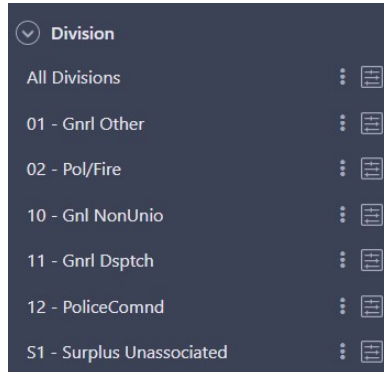 Division
All Divisions
01 - Gnrl Other
02 - Pol/Fire
10 - Gnl NonUnio
11 - Gnrl Dsptch
12 - PoliceComnd
S1 - Surplus Unassociated